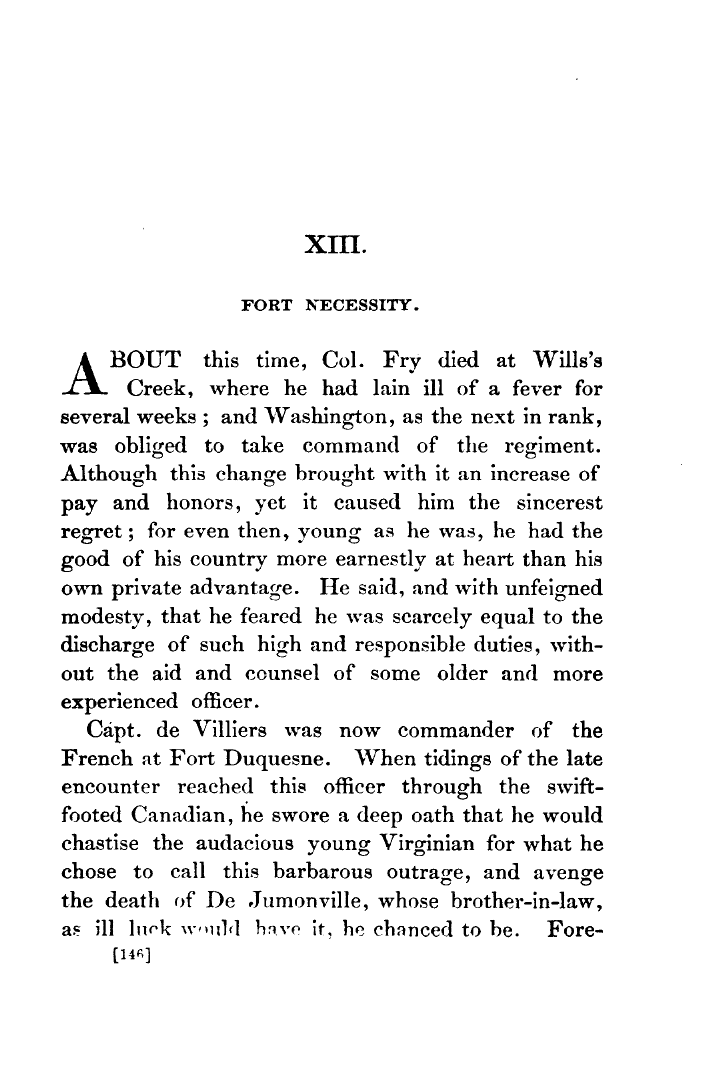 XIII.
FORT NECESSITY.
ABOUT this time, Col. Fry died at Wills's
Creek, where he had lain ill of a fever for
several weeks ; and Washington, as the next in rank,
was obliged to take command of the regiment.
Although this change brought with it an increase of
pay and honors, yet it caused him the sincerest
regret ; for even then, young as he was, he had the
good of his country more earnestly at heart than his
own private advantage. He said, and with unfeigned
modesty, that he feared he was scarcely equal to the
discharge of such high and responsible duties, with-
out the aid and counsel of some older and more
experienced officer.
Capt. de Villiers was now commander of the
French at Fort Duquesne. When tidings of the late
encounter reached this officer through the swift-
footed Canadian, he swore a deep oath that he would
chastise the audacious young Virginian for what he
chose to call this barbarous outrage, and avenge
the death of De Jumonville, whose brother-in-law,
as ill luck would have it, he chanced to be. Fore-
[146]